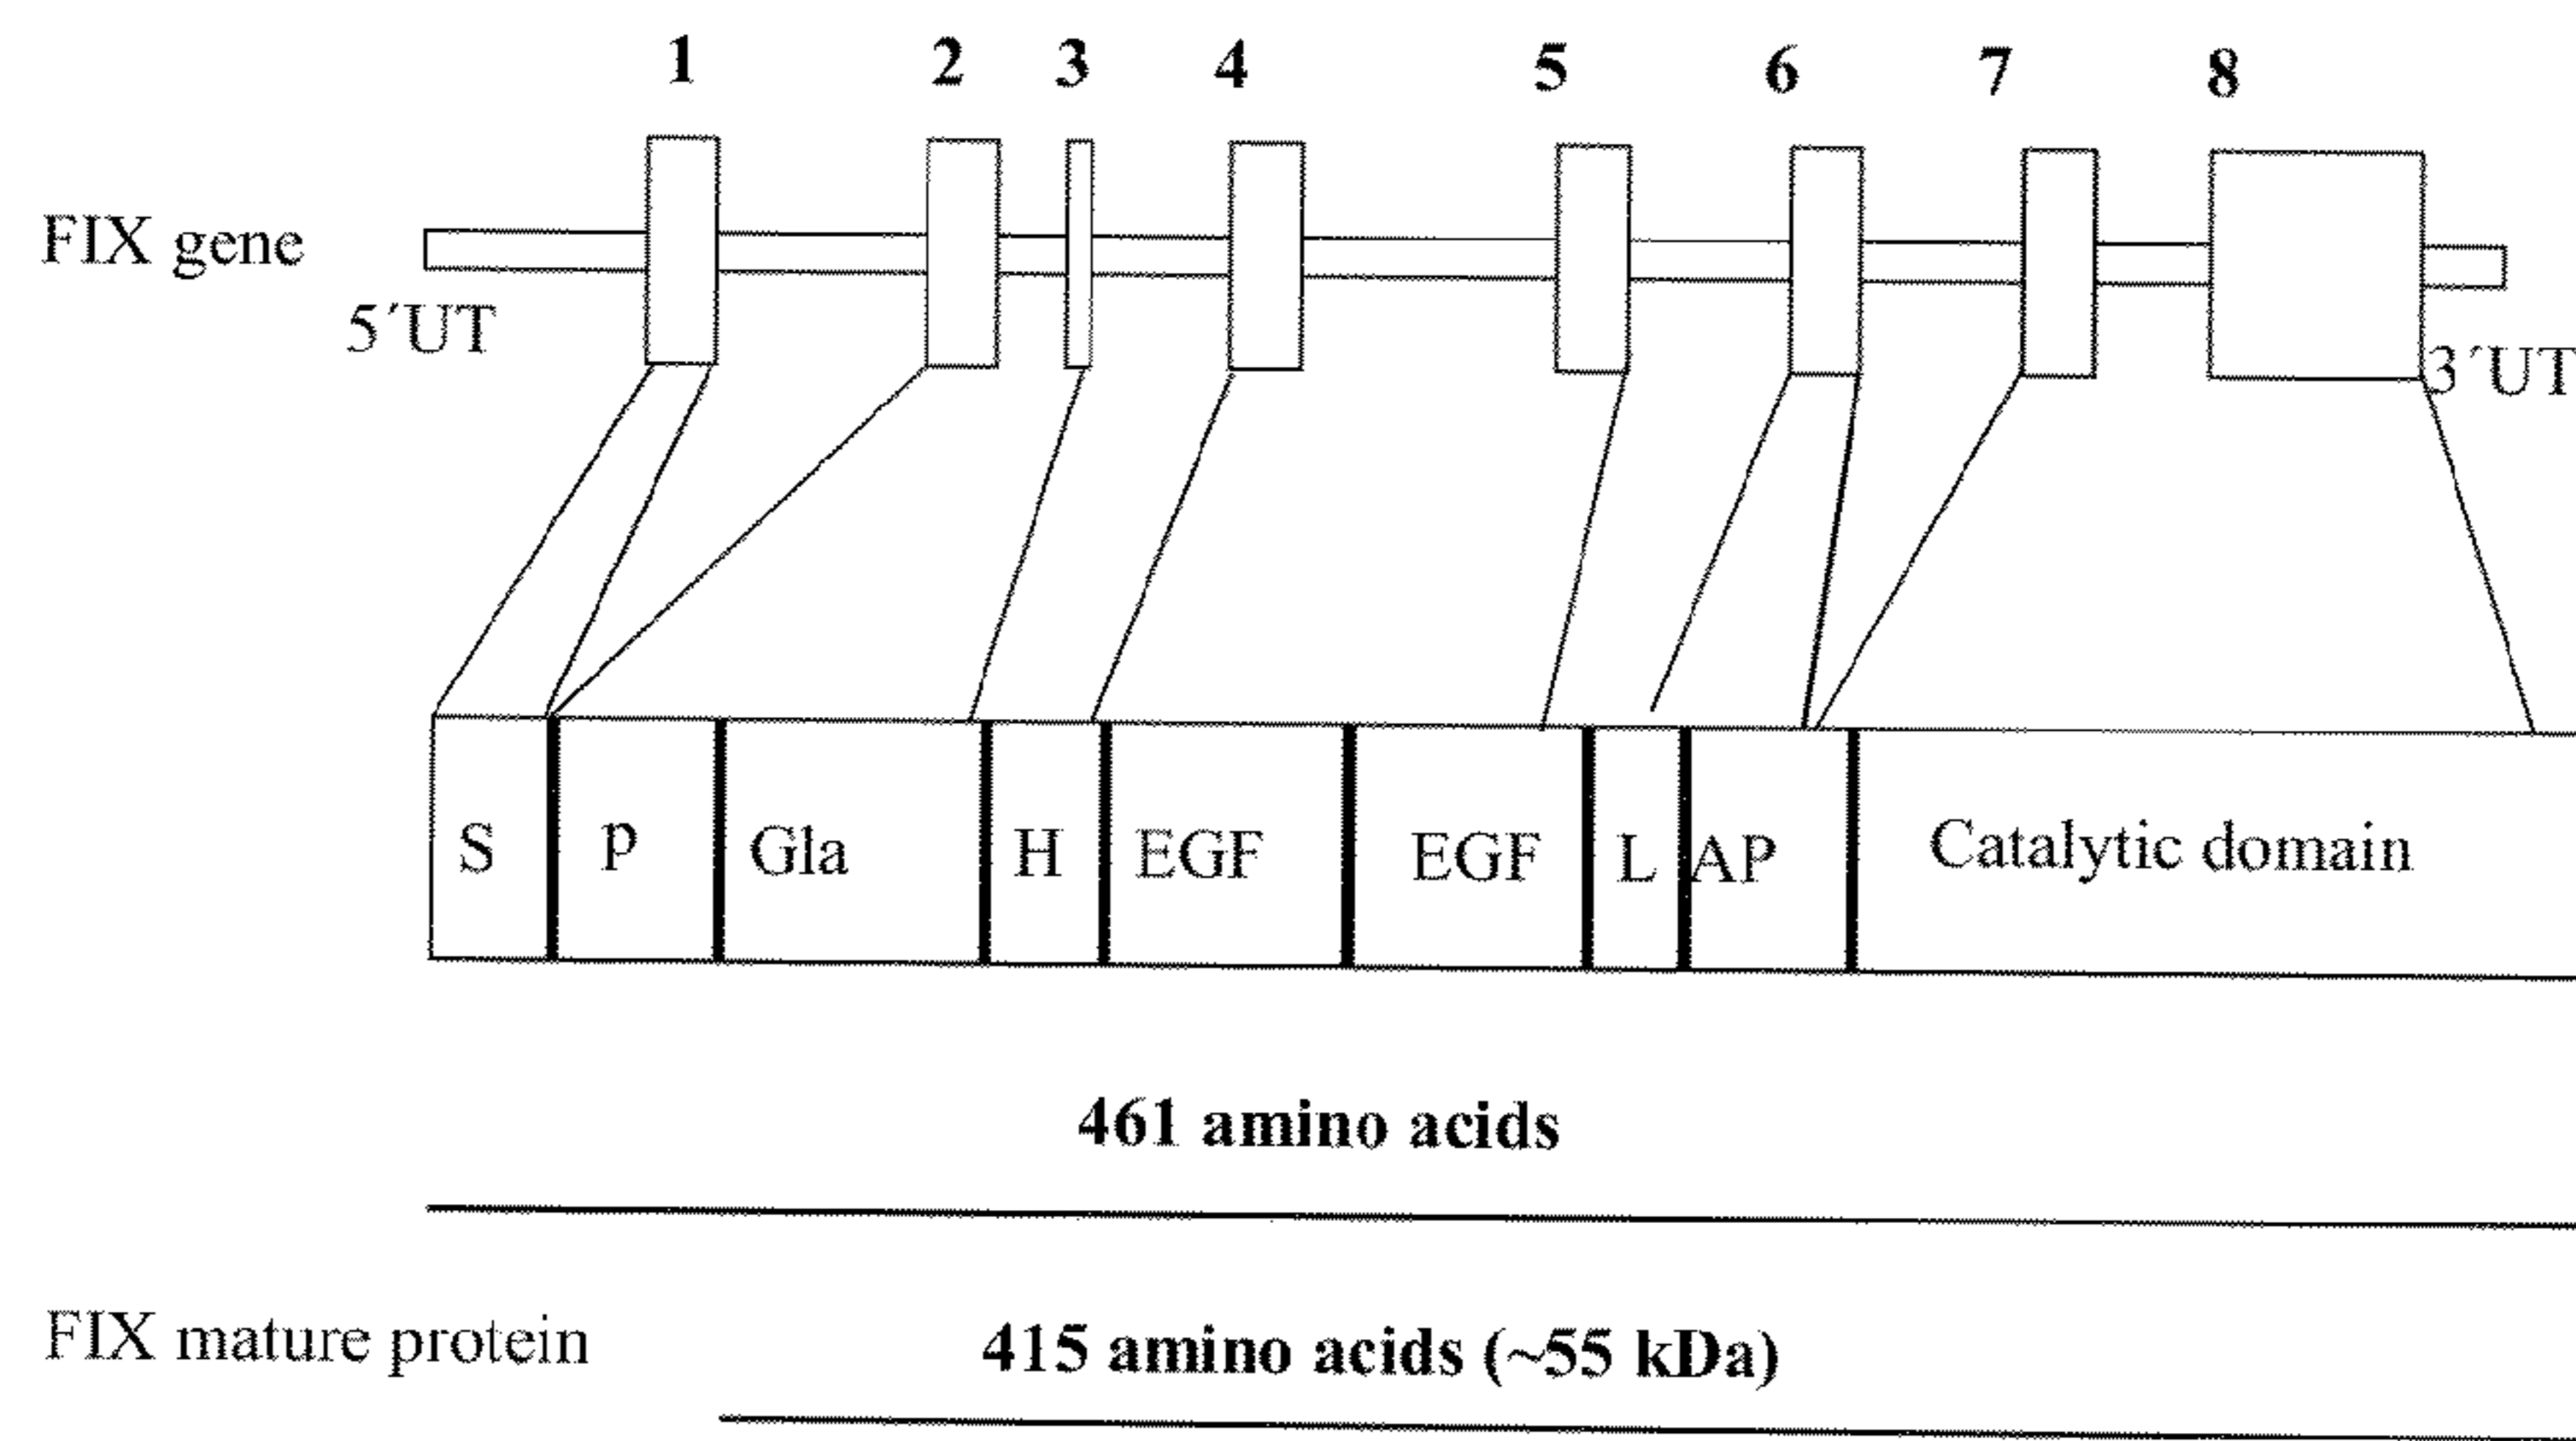 1 2 3 4 5 6 7 8
FIX gene
5´UT
3´UT
S p Gla H EGF EGF L AP Catalytic domain
461 amino acids
FIX mature protein 415 amino acids (~55 kDa)